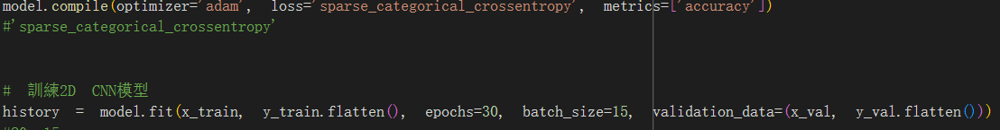 model.compile(optimizer='adam', loss='sparse_categorical_crossentropy', metrics=['accuracy'])
#'sparse_categorical_crossentropy'
# 訓練2D CNN模型
history = model.fit(x_train, y_train.flatten(), epochs=30, batch_size=15, validation_data=(x_val, y_val.flatten()))